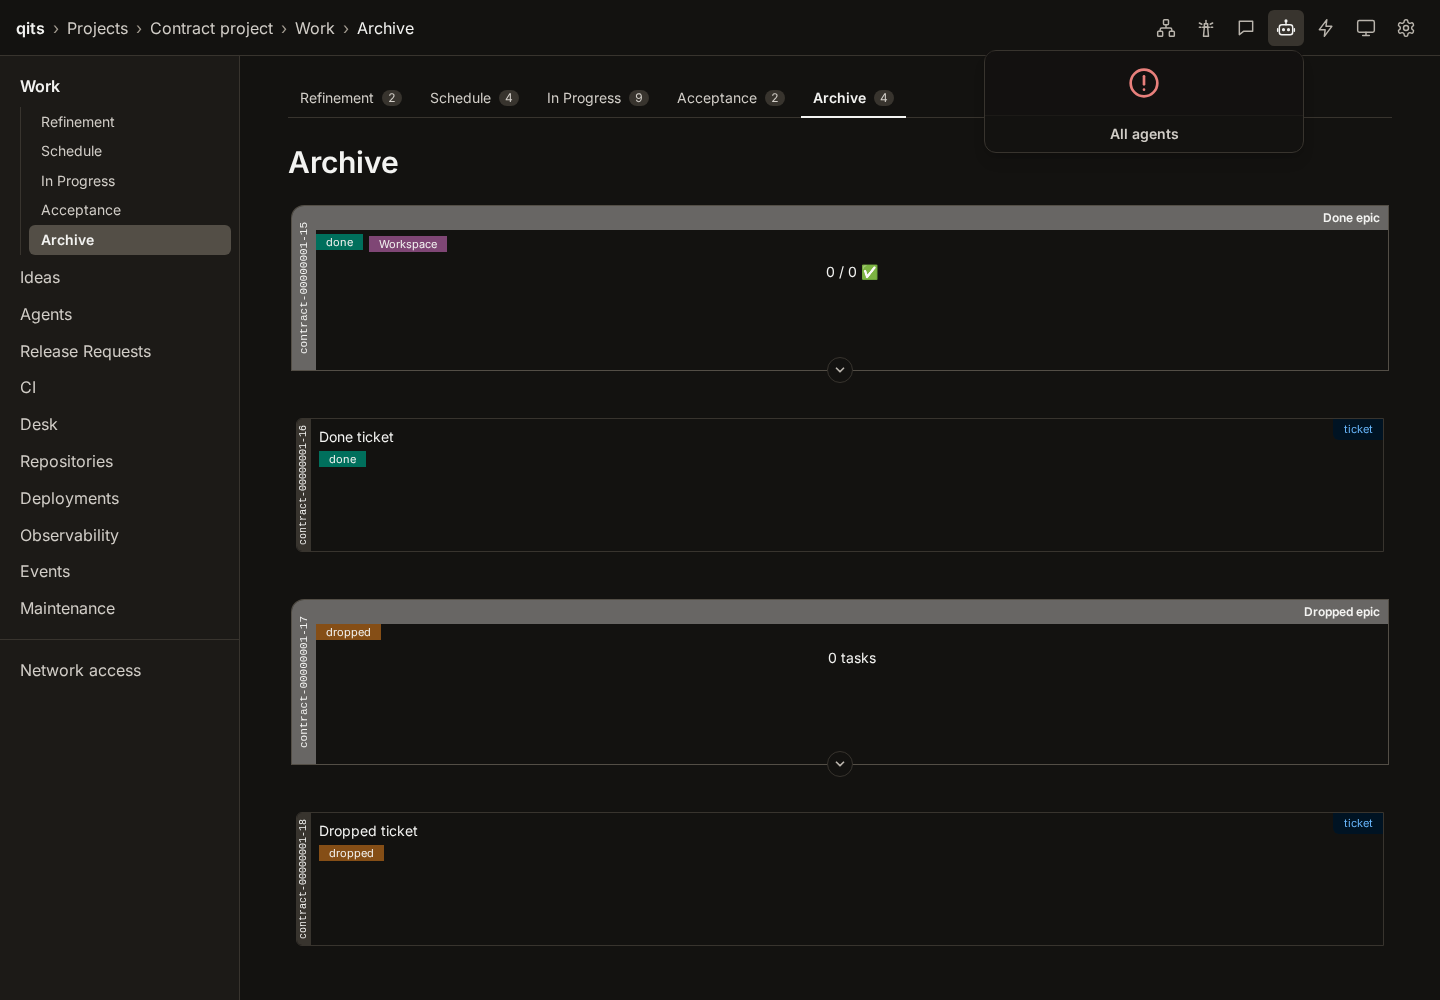 qits › Projects › Contract project › Work › Archive
All agents
Work
Refinement
Schedule
In Progress
Acceptance
Archive
Ideas
Agents
Release Requests
CI
Desk
Repositories
Deployments
Observability
Events
Maintenance
Network access
Refinement 2 Schedule 4 In Progress 9 Acceptance 2 Archive 4
Archive
contract-00000001-15
Done epic
done Workspace
0 / 0 ✅
contract-00000001-16
Done ticket
ticket
done
contract-00000001-17
Dropped epic
dropped
0 tasks
contract-00000001-18
Dropped ticket
ticket
dropped